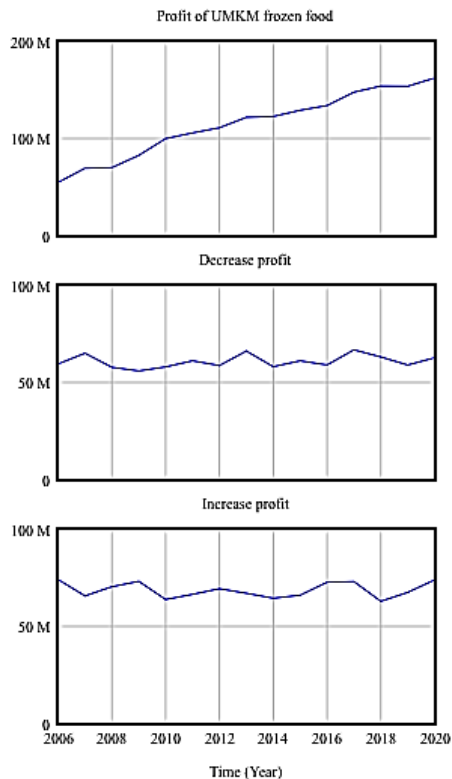 Profit of UMKM frozen food
200 M
100 M
0
Decrease profit
100 M
50 M
0
Increase profit
100 M
50 M
0
2006 2008 2010 2012 2014 2016 2018 2020
Time (Year)